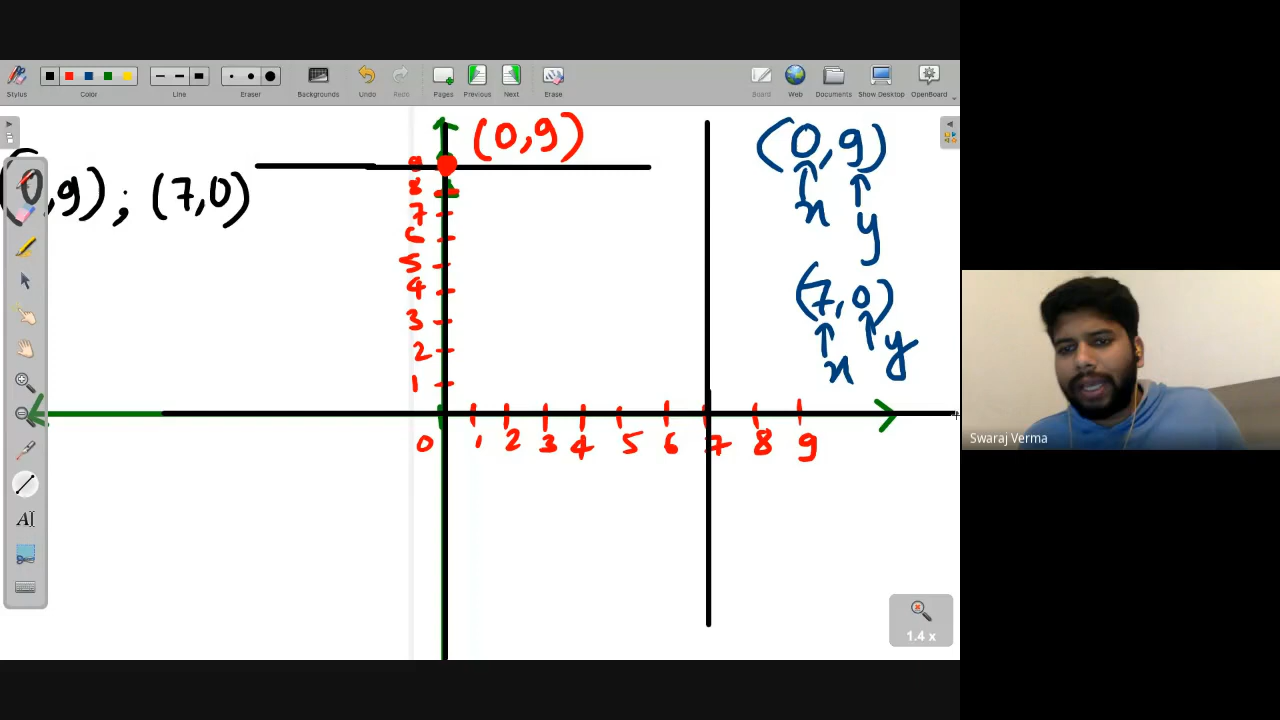 Stylus Color Line Eraser Backgrounds Undo Redo Pages Previous Next Erase Board Web Documents Show Desktop OpenBoard
(0,9)
(0,9) ; (7,0)
(0,9)
x y
(7,0)
x y
9
8
7
6
5
4
3
2
1
0 1 2 3 4 5 6 7 8 9
Swaraj Verma
1.4 x